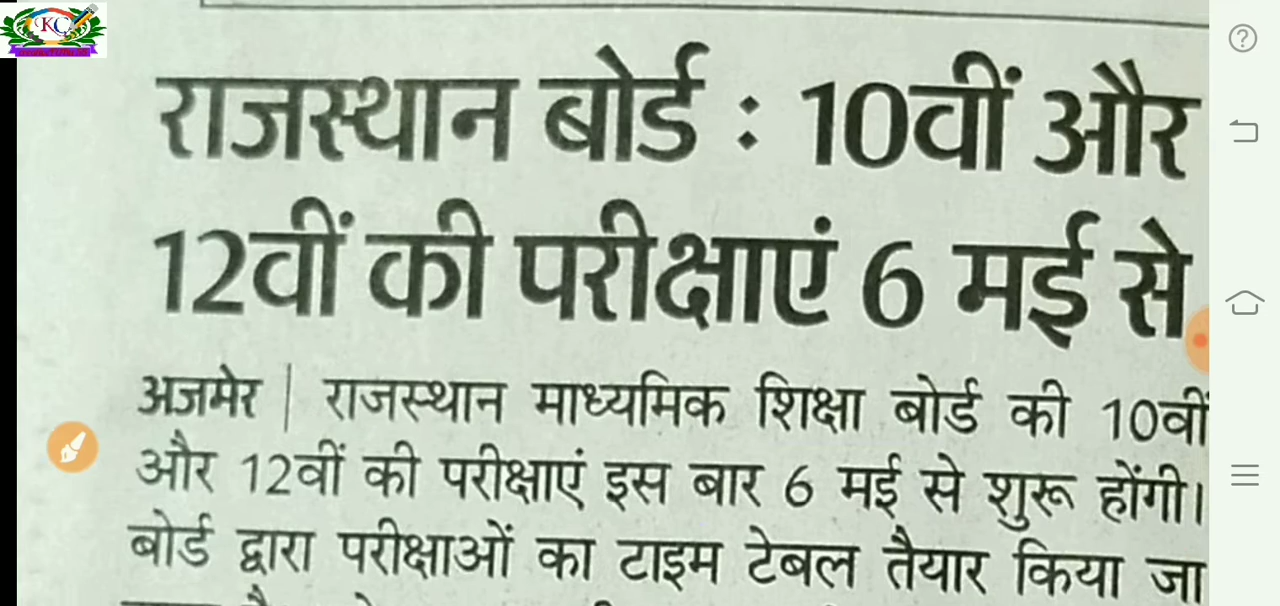 KC
राजस्थान बोर्ड : 10वीं और
12वीं की परीक्षाएं 6 मई से
अजमेर | राजस्थान माध्यमिक शिक्षा बोर्ड की 10वीं
और 12वीं की परीक्षाएं इस बार 6 मई से शुरू होंगी।
बोर्ड द्वारा परीक्षाओं का टाइम टेबल तैयार किया जा